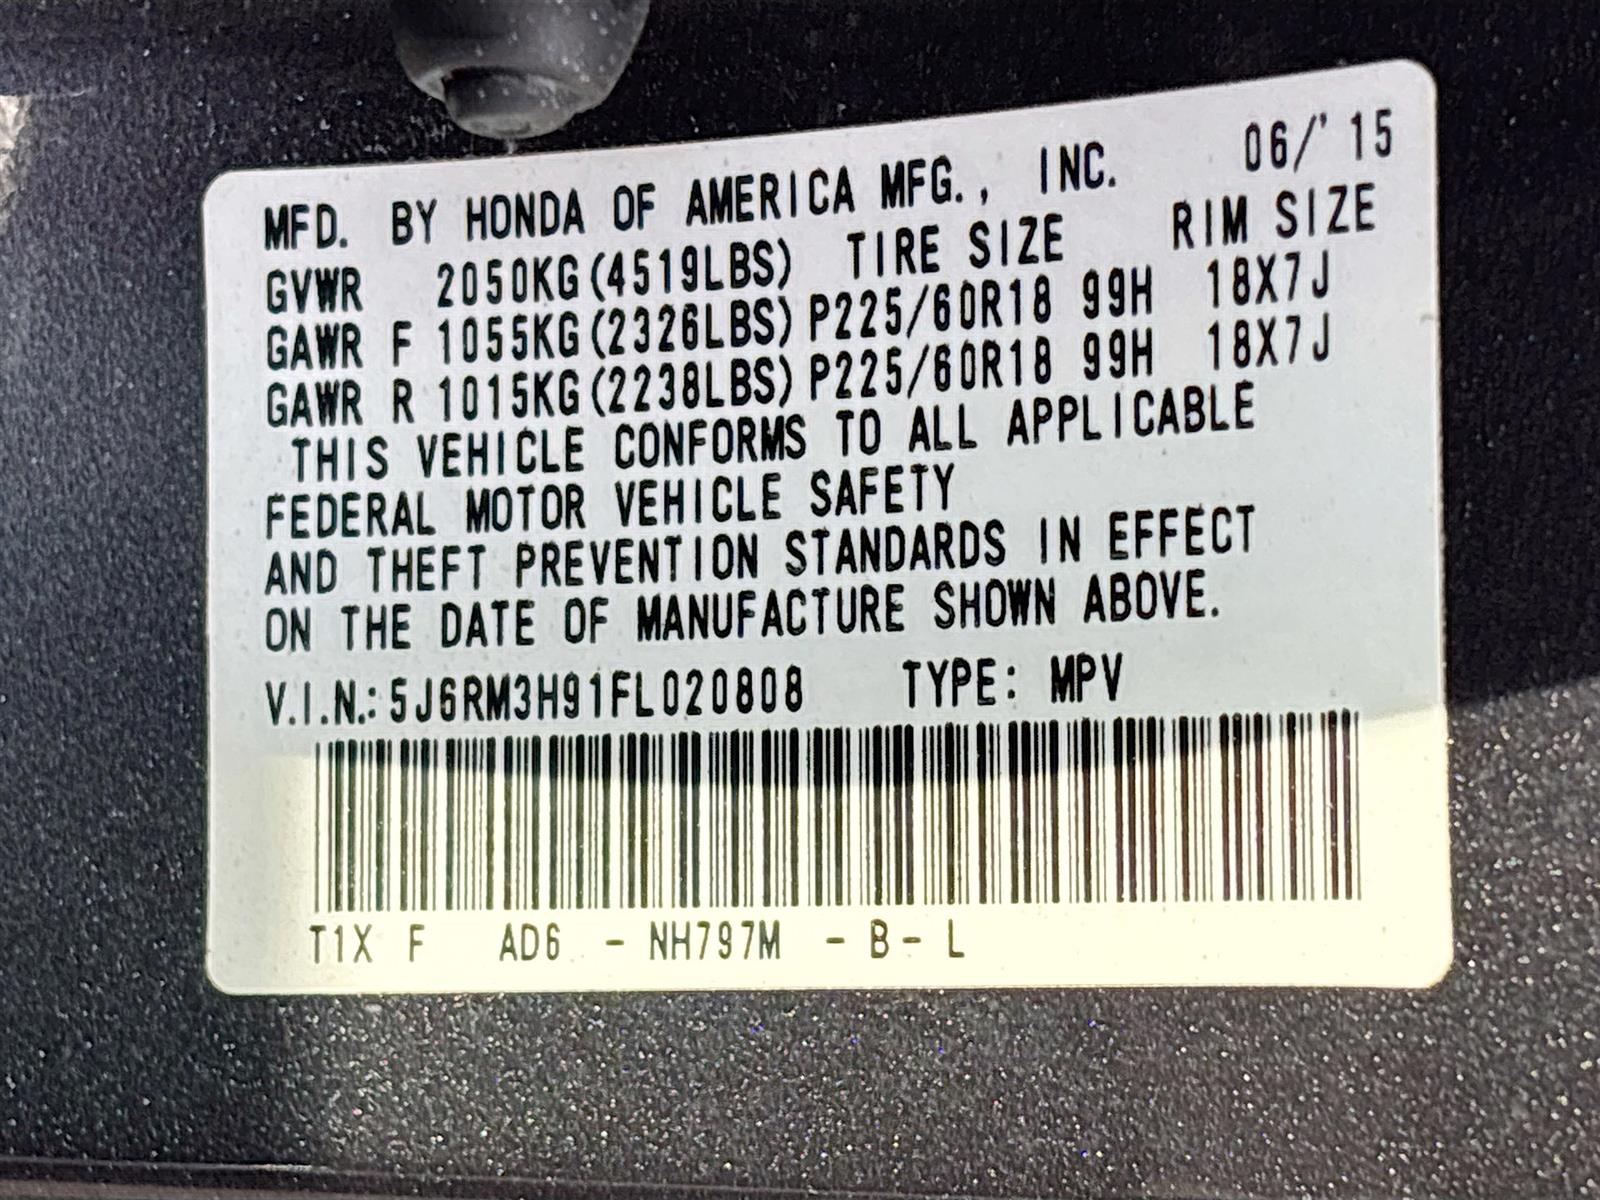 MFD. BY HONDA OF AMERICA MFG., INC. 06/'15
GVWR 2050KG(4519LBS) TIRE SIZE RIM SIZE
GAWR F 1055KG(2326LBS) P225/60R18 99H 18X7J
GAWR R 1015KG(2238LBS) P225/60R18 99H 18X7J
THIS VEHICLE CONFORMS TO ALL APPLICABLE
FEDERAL MOTOR VEHICLE SAFETY
AND THEFT PREVENTION STANDARDS IN EFFECT
ON THE DATE OF MANUFACTURE SHOWN ABOVE.
V.I.N.: 5J6RM3H91FL020808 TYPE: MPV
T1X F AD6 - NH797M - B - L